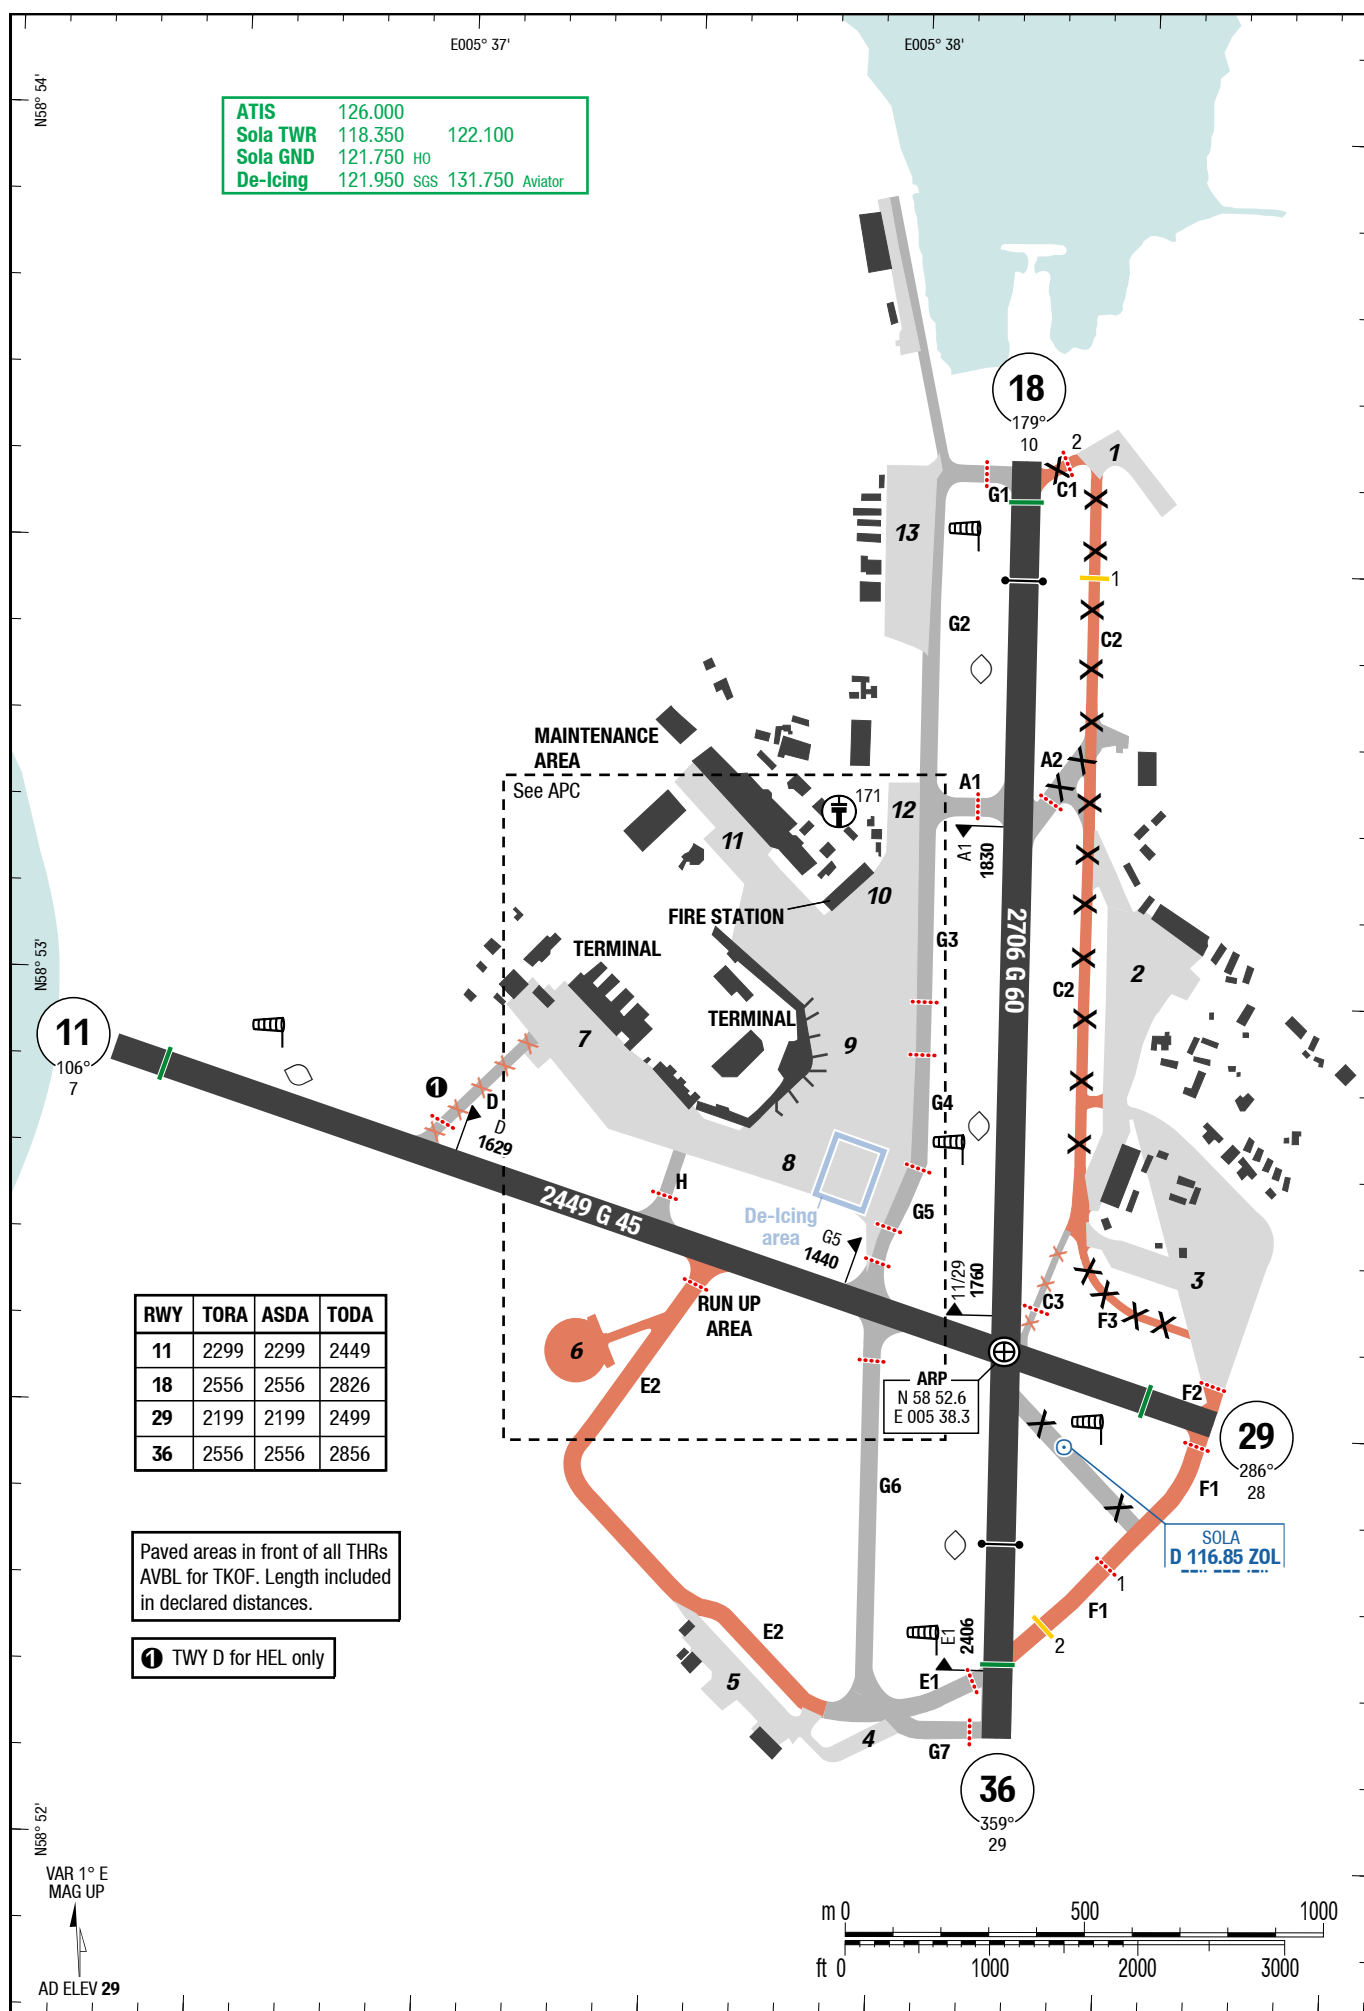 E005° 37'
E005° 38'
N58° 54'
ATIS 126.000
Sola TWR 118.350 122.100
Sola GND 121.750 HO
De-Icing 121.950 SGS 131.750 Aviator
18
179°
10
2
1
G1
C1
13
1
G2
C2
MAINTENANCE
AREA
See APC
A1
A2
171
12
11
A1
1830
10
FIRE STATION
2706 G 60
G3
TERMINAL
2
N58° 53'
C2
11
106°
7
7
TERMINAL
9
1
D
G4
D
1629
8
H
2449 G 45
De-Icing
area
G5
G5
1440
11/29
1760
3
RUN UP
AREA
C3
F3
RWY TORA ASDA TODA
11 2299 2299 2449
18 2556 2556 2826
29 2199 2199 2499
36 2556 2556 2856
6
E2
ARP
N 58 52.6
E 005 38.3
F2
29
286°
28
G6
F1
SOLA
D 116.85 ZOL
Paved areas in front of all THRs
AVBL for TKOF. Length included
in declared distances.
1
F1
E2
E1
2406
2
1 TWY D for HEL only
5
E1
4
G7
36
359°
29
N58° 52'
VAR 1° E
MAG UP
AD ELEV 29
m 0 500 1000
ft 0 1000 2000 3000